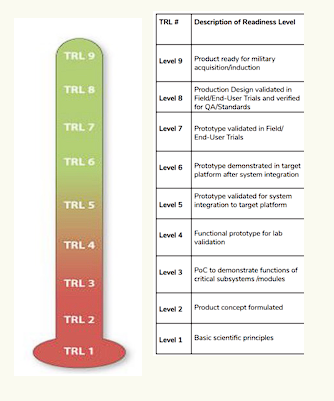 TRL 9
TRL 8
TRL 7
TRL 6
TRL 5
TRL 4
TRL 3
TRL 2
TRL 1
TRL # Description of Readiness Level
Level 9 Product ready for military
acquisition/induction
Level 8 Production Design validated in
Field/End-User Trials and verified
for QA/Standards
Level 7 Prototype validated in Field/
End-User Trials
Level 6 Prototype demonstrated in target
platform after system integration
Level 5 Prototype validated for system
integration to target platform
Level 4 Functional prototype for lab
validation
Level 3 PoC to demonstrate functions of
critical subsystems /modules
Level 2 Product concept formulated
Level 1 Basic scientific principles